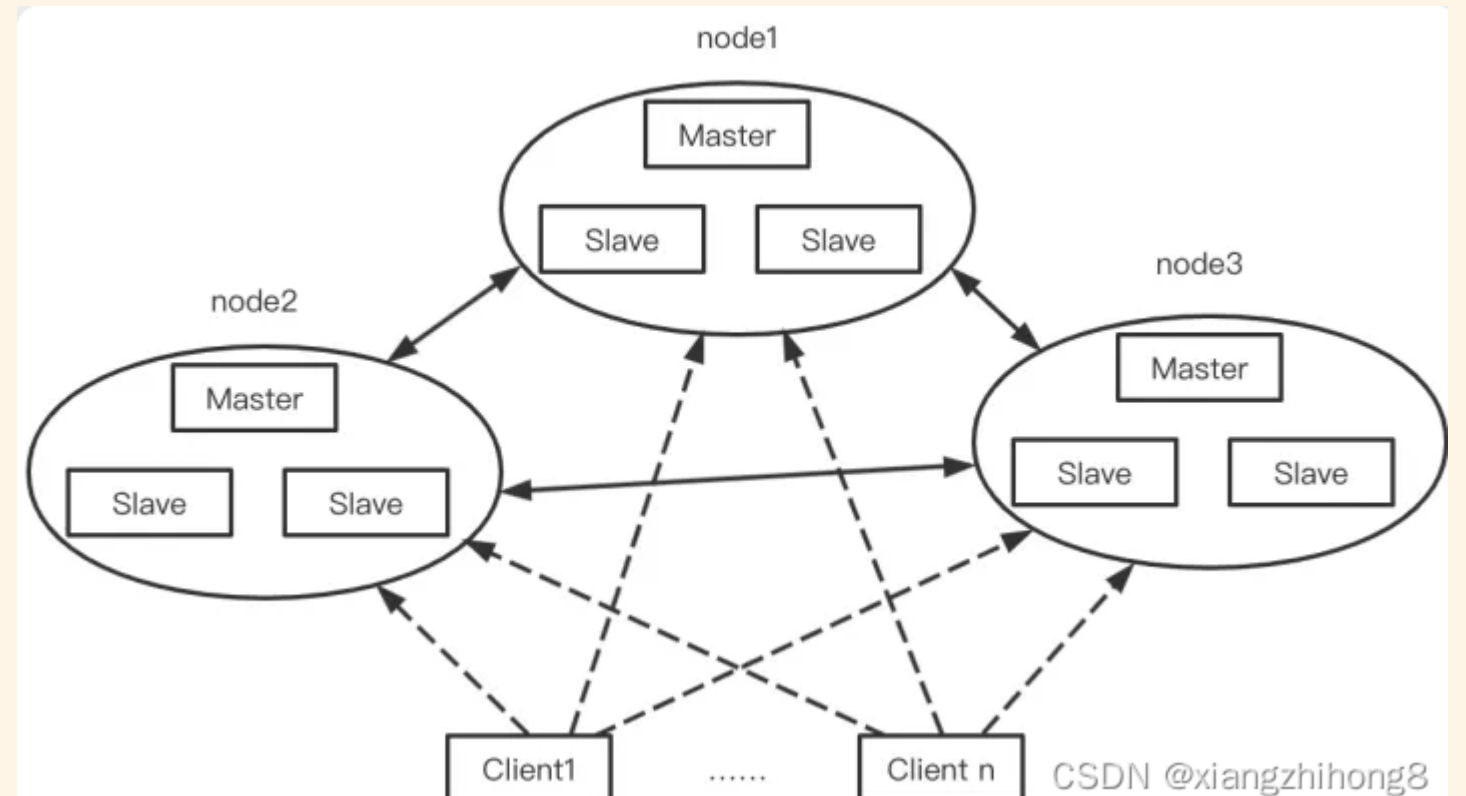 node1
Master
Slave
Slave
node3
node2
Master
Master
Slave
Slave
Slave
Slave
Client1
......
Client n
CSDN @xiangzhihong8